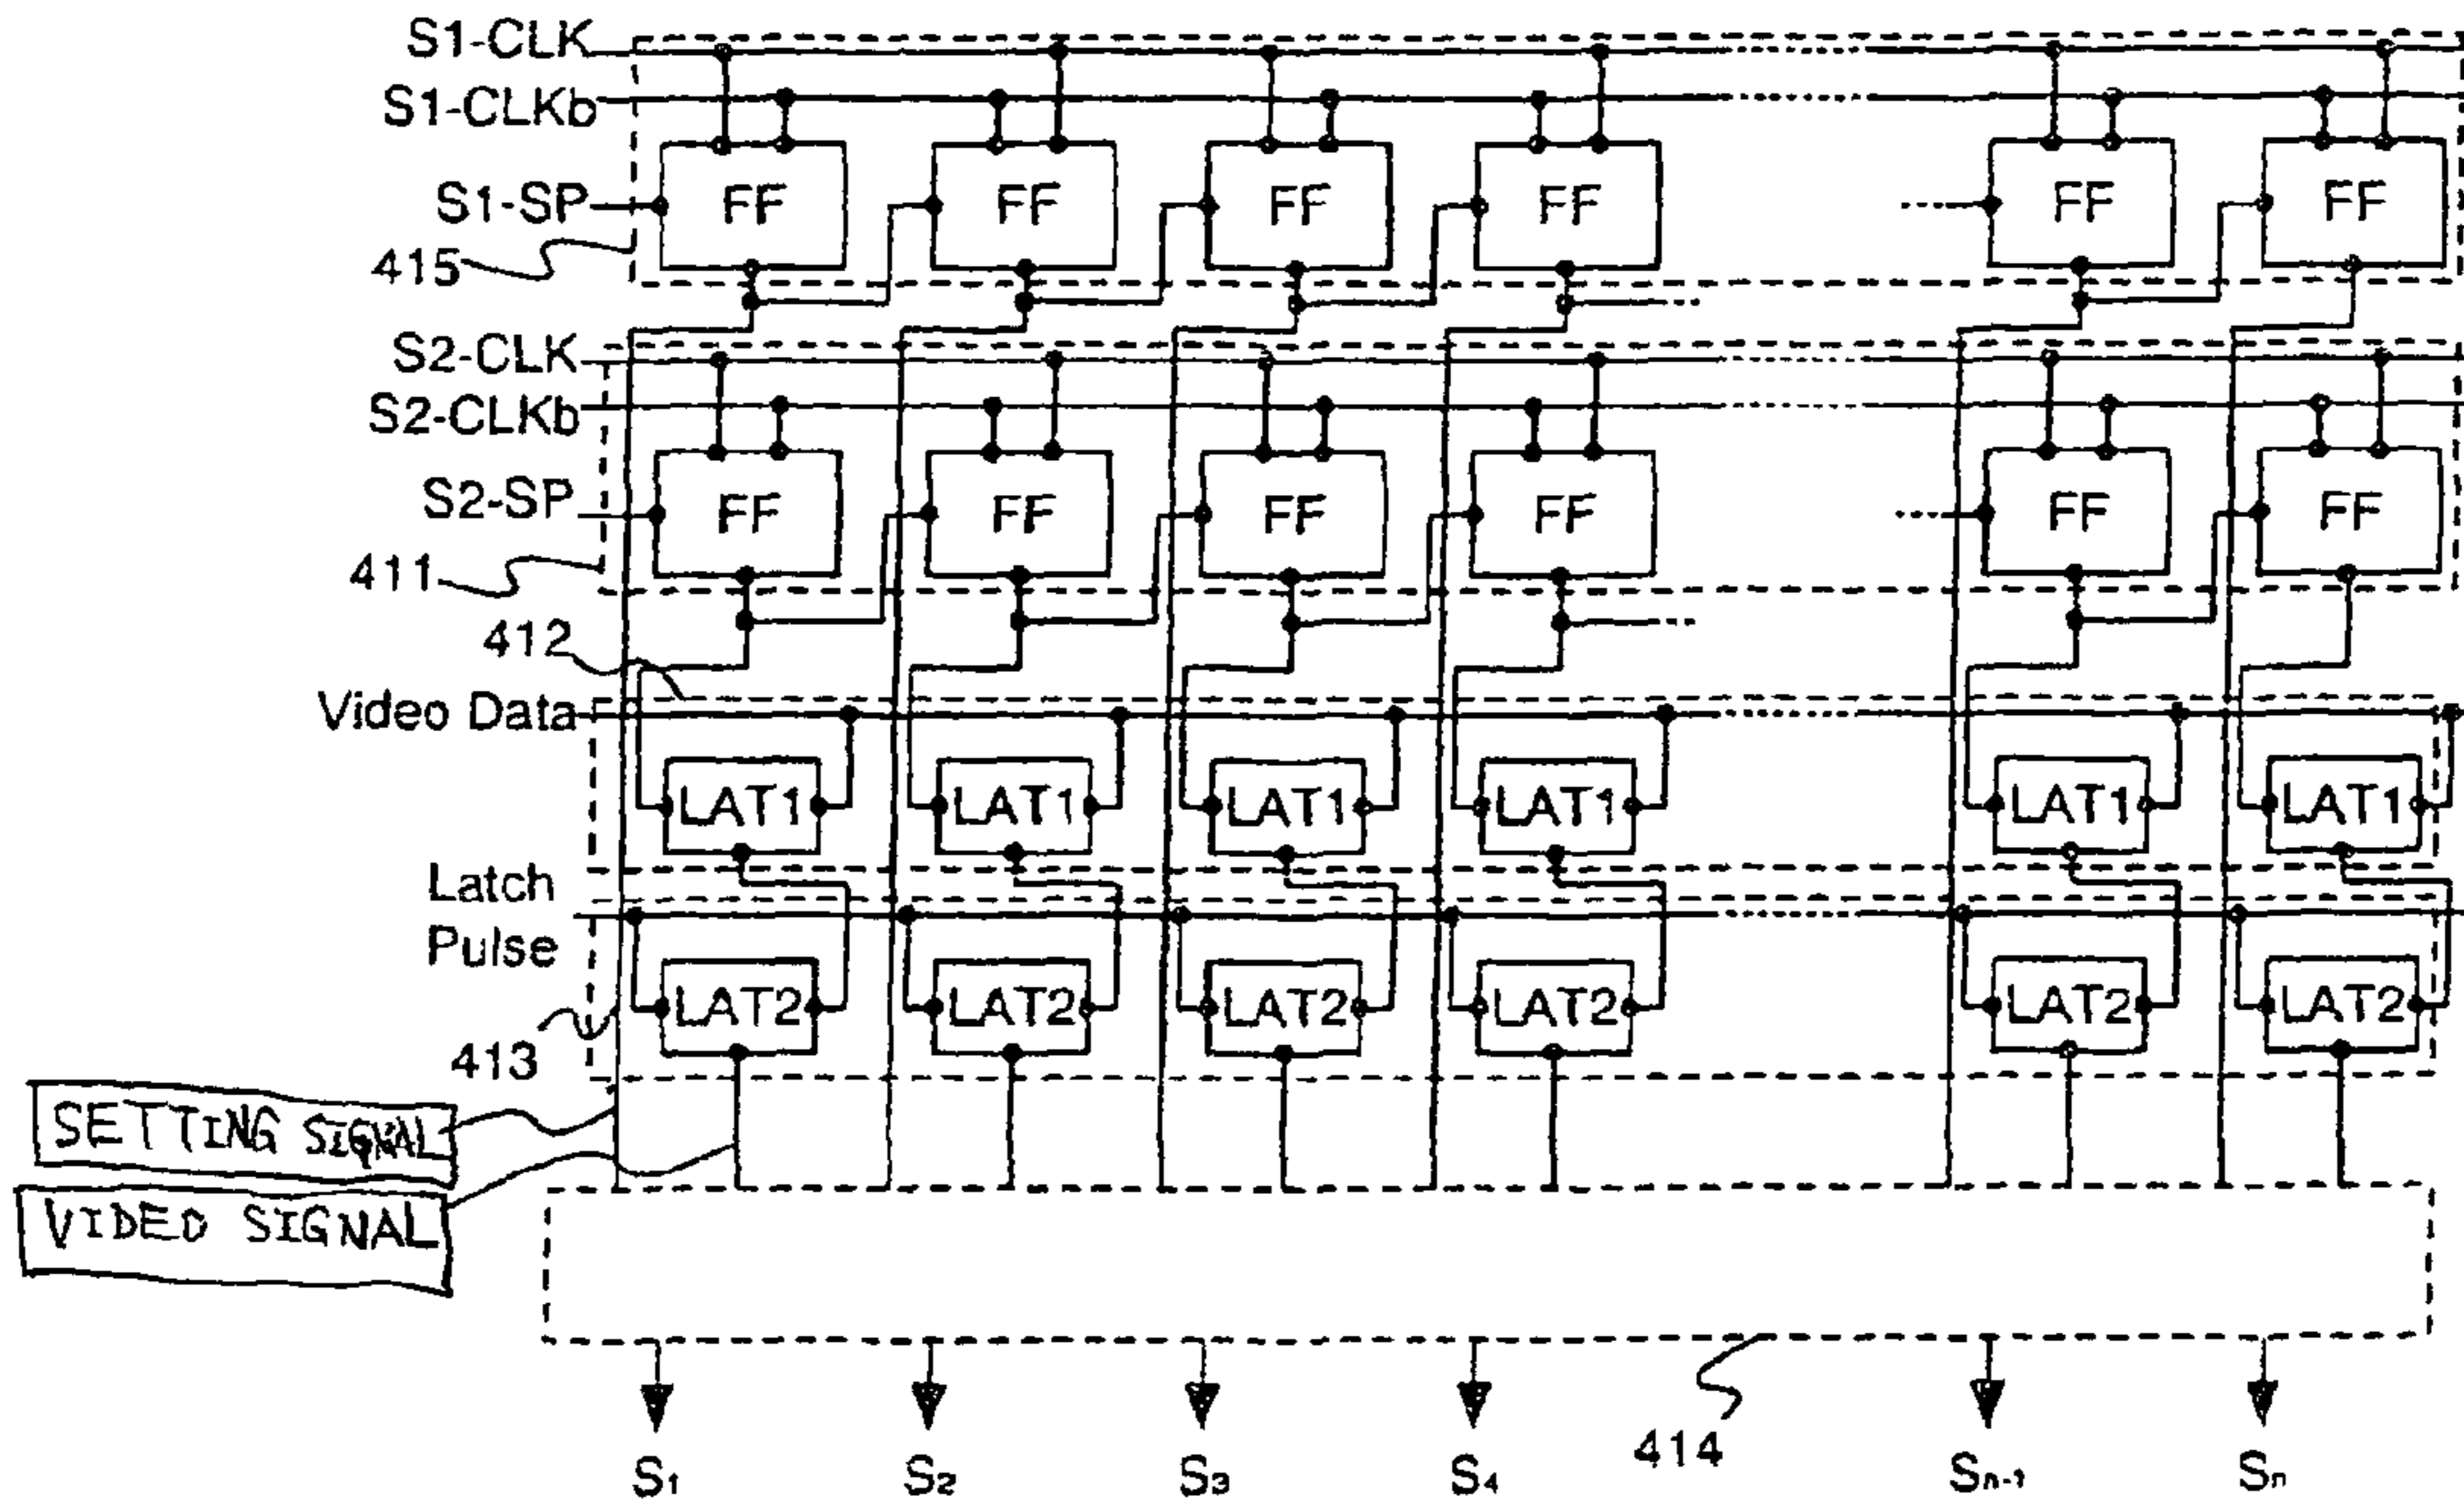 S1-CLK
S1-CLKb
S1-SP
FF FF FF FF FF FF
415
S2-CLK
S2-CLKb
S2-SP
FF FF FF FF FF FF
411
412
Video Data
LAT1 LAT1 LAT1 LAT1 LAT1 LAT1
Latch
Pulse
LAT2 LAT2 LAT2 LAT2 LAT2 LAT2
413
SETTING SIGNAL
VIDEO SIGNAL
414
S1 S2 S3 S4 Sn-1 Sn